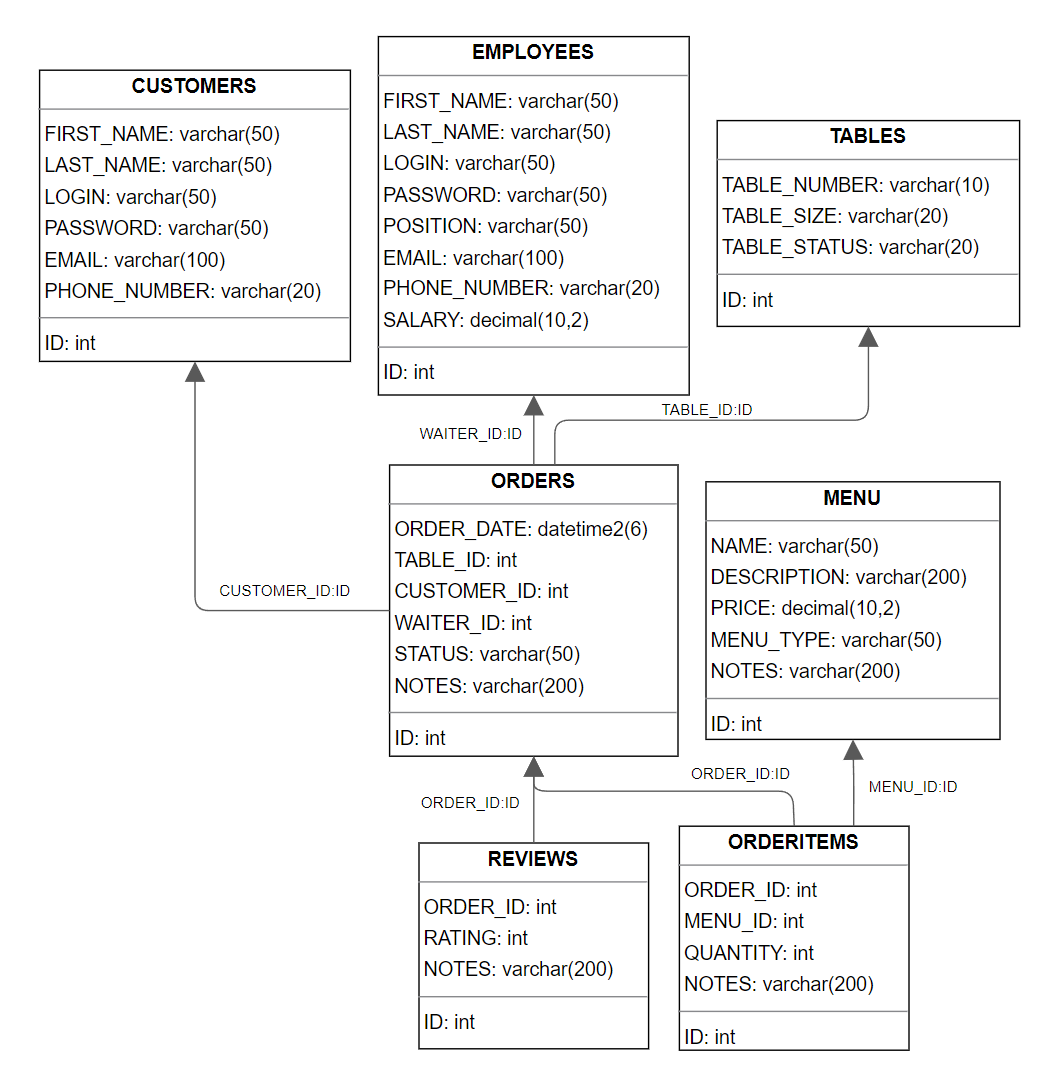 CUSTOMERS
FIRST_NAME: varchar(50)
LAST_NAME: varchar(50)
LOGIN: varchar(50)
PASSWORD: varchar(50)
EMAIL: varchar(100)
PHONE_NUMBER: varchar(20)
ID: int
EMPLOYEES
FIRST_NAME: varchar(50)
LAST_NAME: varchar(50)
LOGIN: varchar(50)
PASSWORD: varchar(50)
POSITION: varchar(50)
EMAIL: varchar(100)
PHONE_NUMBER: varchar(20)
SALARY: decimal(10,2)
ID: int
TABLES
TABLE_NUMBER: varchar(10)
TABLE_SIZE: varchar(20)
TABLE_STATUS: varchar(20)
ID: int
TABLE_ID:ID
WAITER_ID:ID
CUSTOMER_ID:ID
ORDERS
ORDER_DATE: datetime2(6)
TABLE_ID: int
CUSTOMER_ID: int
WAITER_ID: int
STATUS: varchar(50)
NOTES: varchar(200)
ID: int
MENU
NAME: varchar(50)
DESCRIPTION: varchar(200)
PRICE: decimal(10,2)
MENU_TYPE: varchar(50)
NOTES: varchar(200)
ID: int
ORDER_ID:ID
ORDER_ID:ID
MENU_ID:ID
REVIEWS
ORDER_ID: int
RATING: int
NOTES: varchar(200)
ID: int
ORDERITEMS
ORDER_ID: int
MENU_ID: int
QUANTITY: int
NOTES: varchar(200)
ID: int